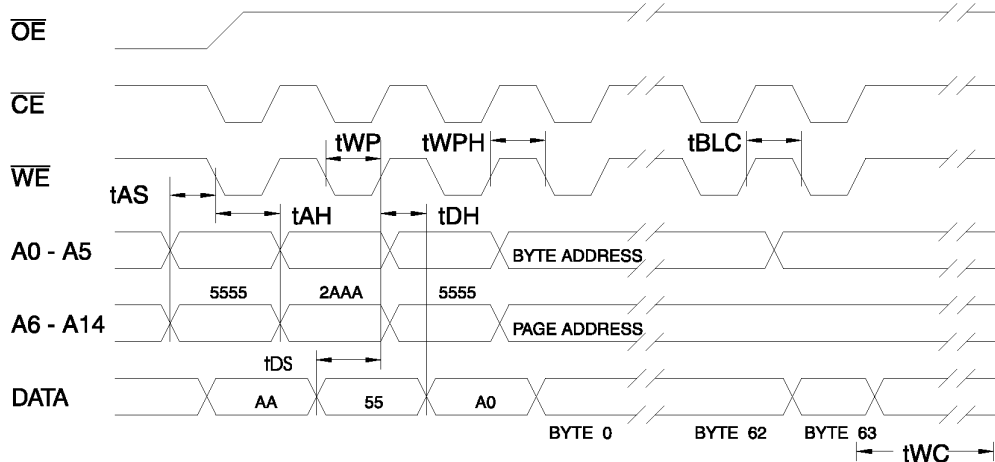 OE
CE
tWP tWPH tBLC
WE
tAS tAH tDH
A0 - A5 BYTE ADDRESS
5555 2AAA 5555
A6 - A14 PAGE ADDRESS
tDS
DATA AA 55 A0
BYTE 0 BYTE 62 BYTE 63
tWC